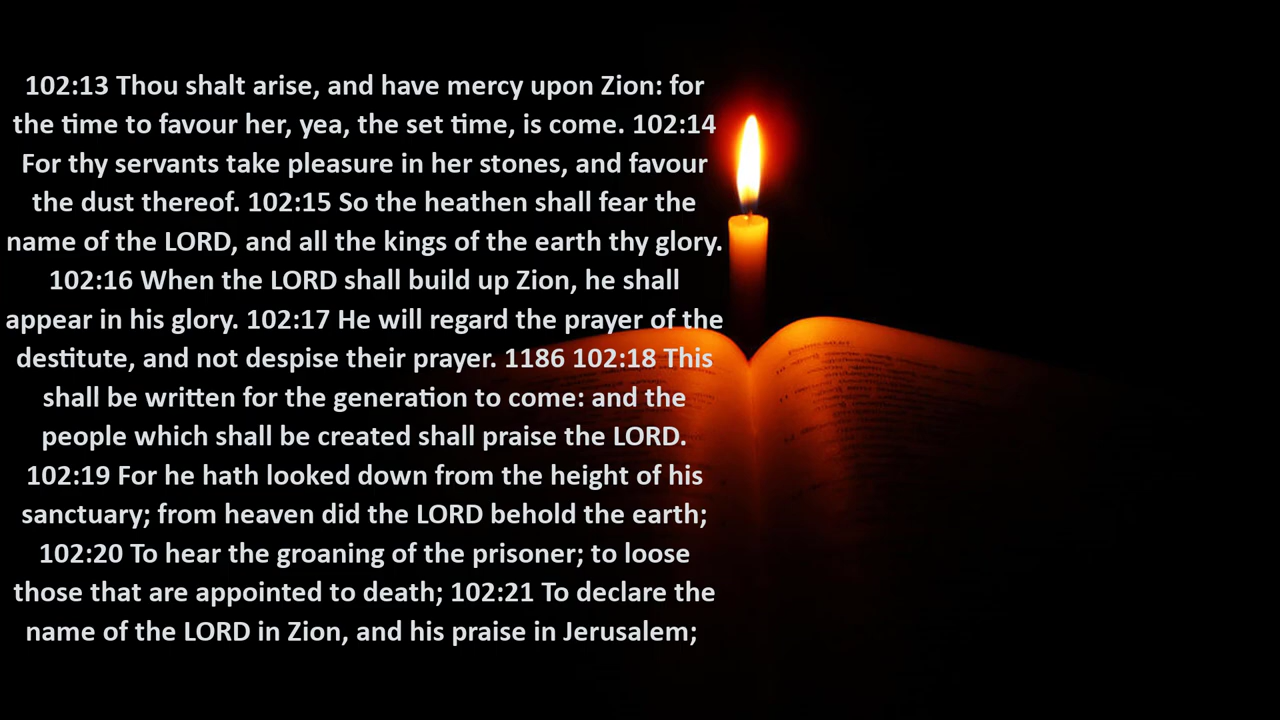 102:13 Thou shalt arise, and have mercy upon Zion: for
the time to favour her, yea, the set time, is come. 102:14
For thy servants take pleasure in her stones, and favour
the dust thereof. 102:15 So the heathen shall fear the
name of the LORD, and all the kings of the earth thy glory.
102:16 When the LORD shall build up Zion, he shall
appear in his glory. 102:17 He will regard the prayer of the
destitute, and not despise their prayer. 1186 102:18 This
shall be written for the generation to come: and the
people which shall be created shall praise the LORD.
102:19 For he hath looked down from the height of his
sanctuary; from heaven did the LORD behold the earth;
102:20 To hear the groaning of the prisoner; to loose
those that are appointed to death; 102:21 To declare the
name of the LORD in Zion, and his praise in Jerusalem;